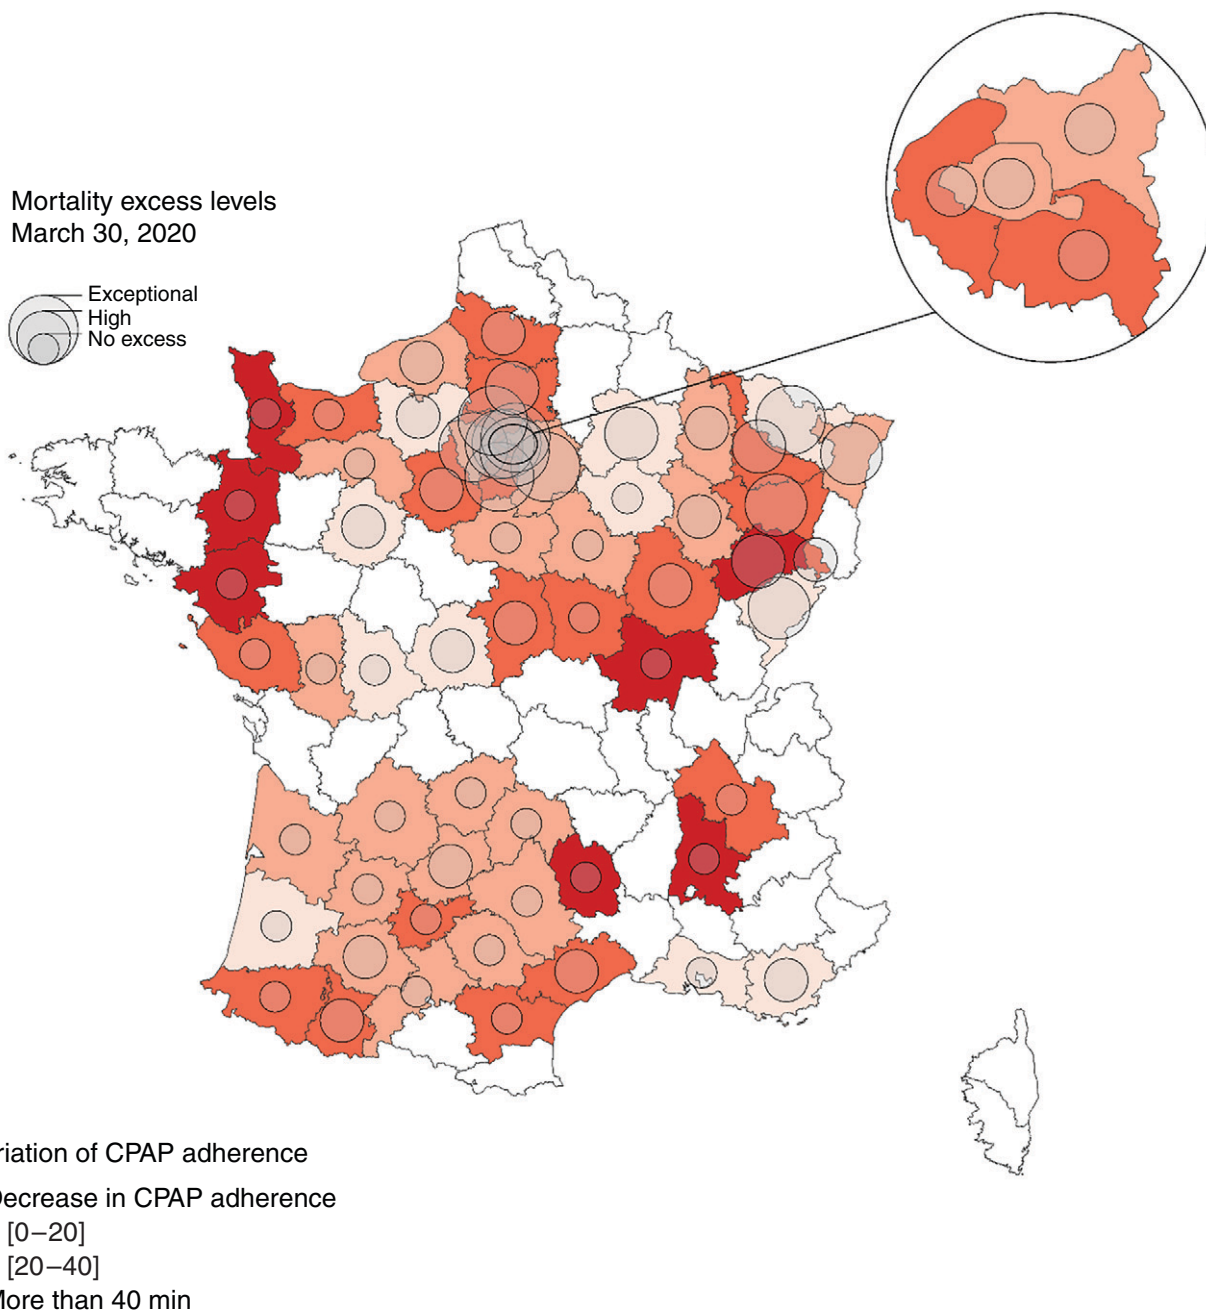 Mortality excess levels
March 30, 2020
Exceptional
High
No excess
riation of CPAP adherence
Decrease in CPAP adherence
[0–20]
[20–40]
More than 40 min